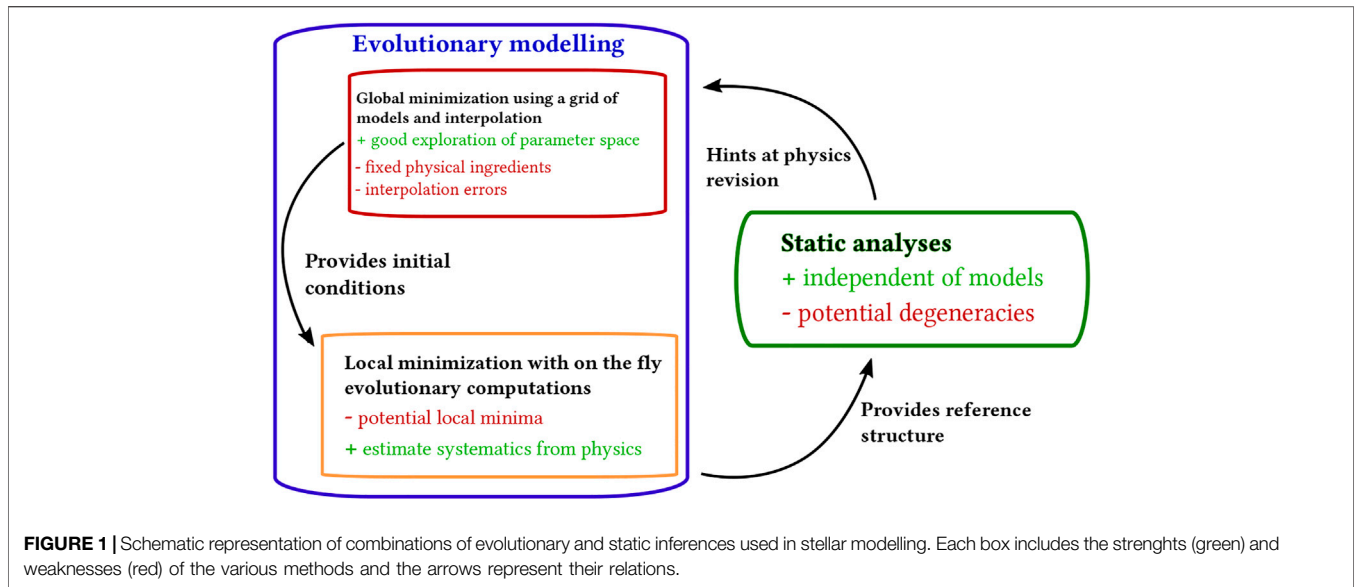 Evolutionary modelling
Global minimization using a grid of
models and interpolation
+ good exploration of parameter space
- fixed physical ingredients
- interpolation errors
Provides initial
conditions
Local minimization with on the fly
evolutionary computations
- potential local minima
+ estimate systematics from physics
Hints at physics
revision
Static analyses
+ independent of models
- potential degeneracies
Provides reference
structure
FIGURE 1 | Schematic representation of combinations of evolutionary and static inferences used in stellar modelling. Each box includes the strenghts (green) and
weaknesses (red) of the various methods and the arrows represent their relations.